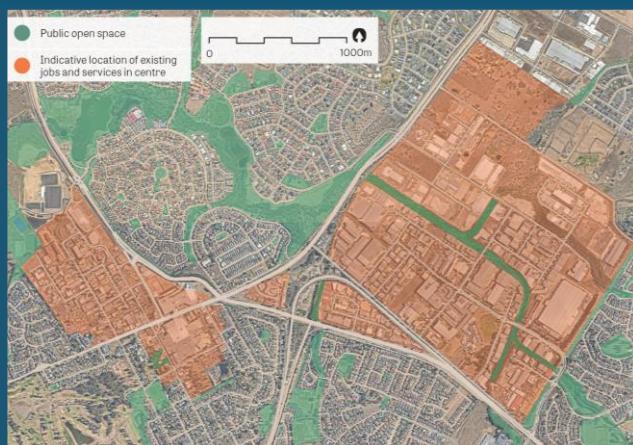 Public open space
Indicative location of existing
jobs and services in centre
0 1000m